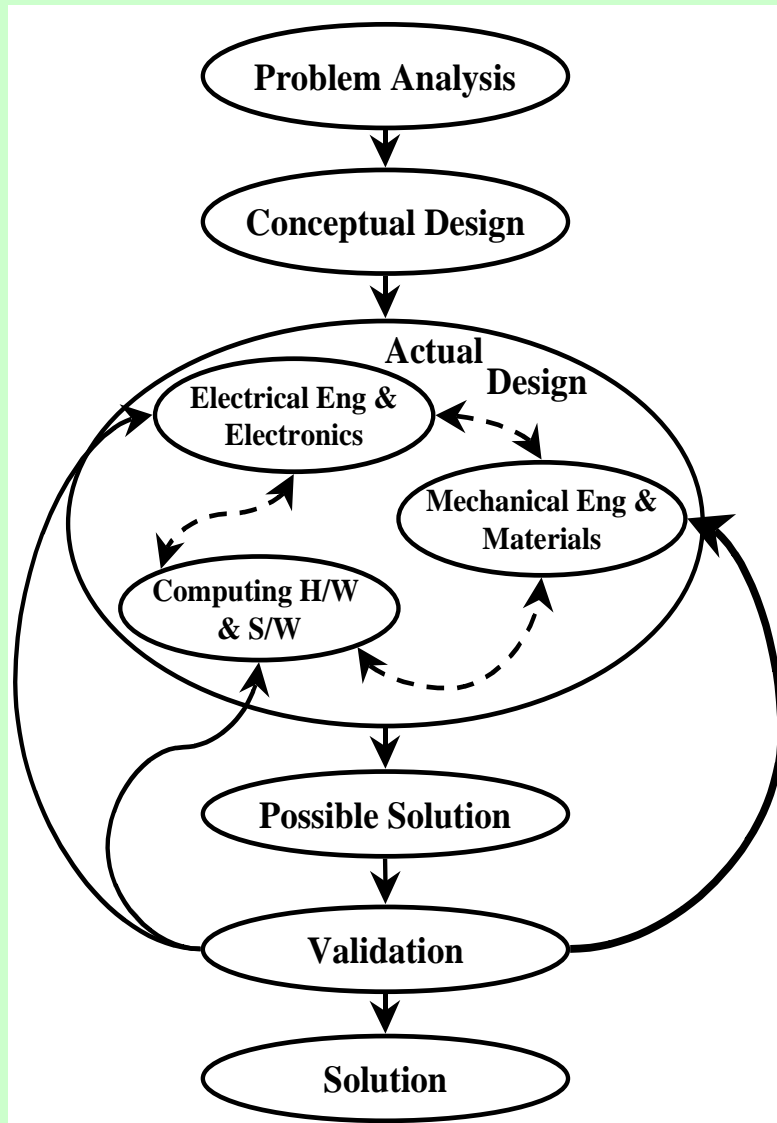 Problem Analysis
Conceptual Design
Actual
Design
Electrical Eng &
Electronics
Mechanical Eng &
Materials
Computing H/W
& S/W
Possible Solution
Validation
Solution